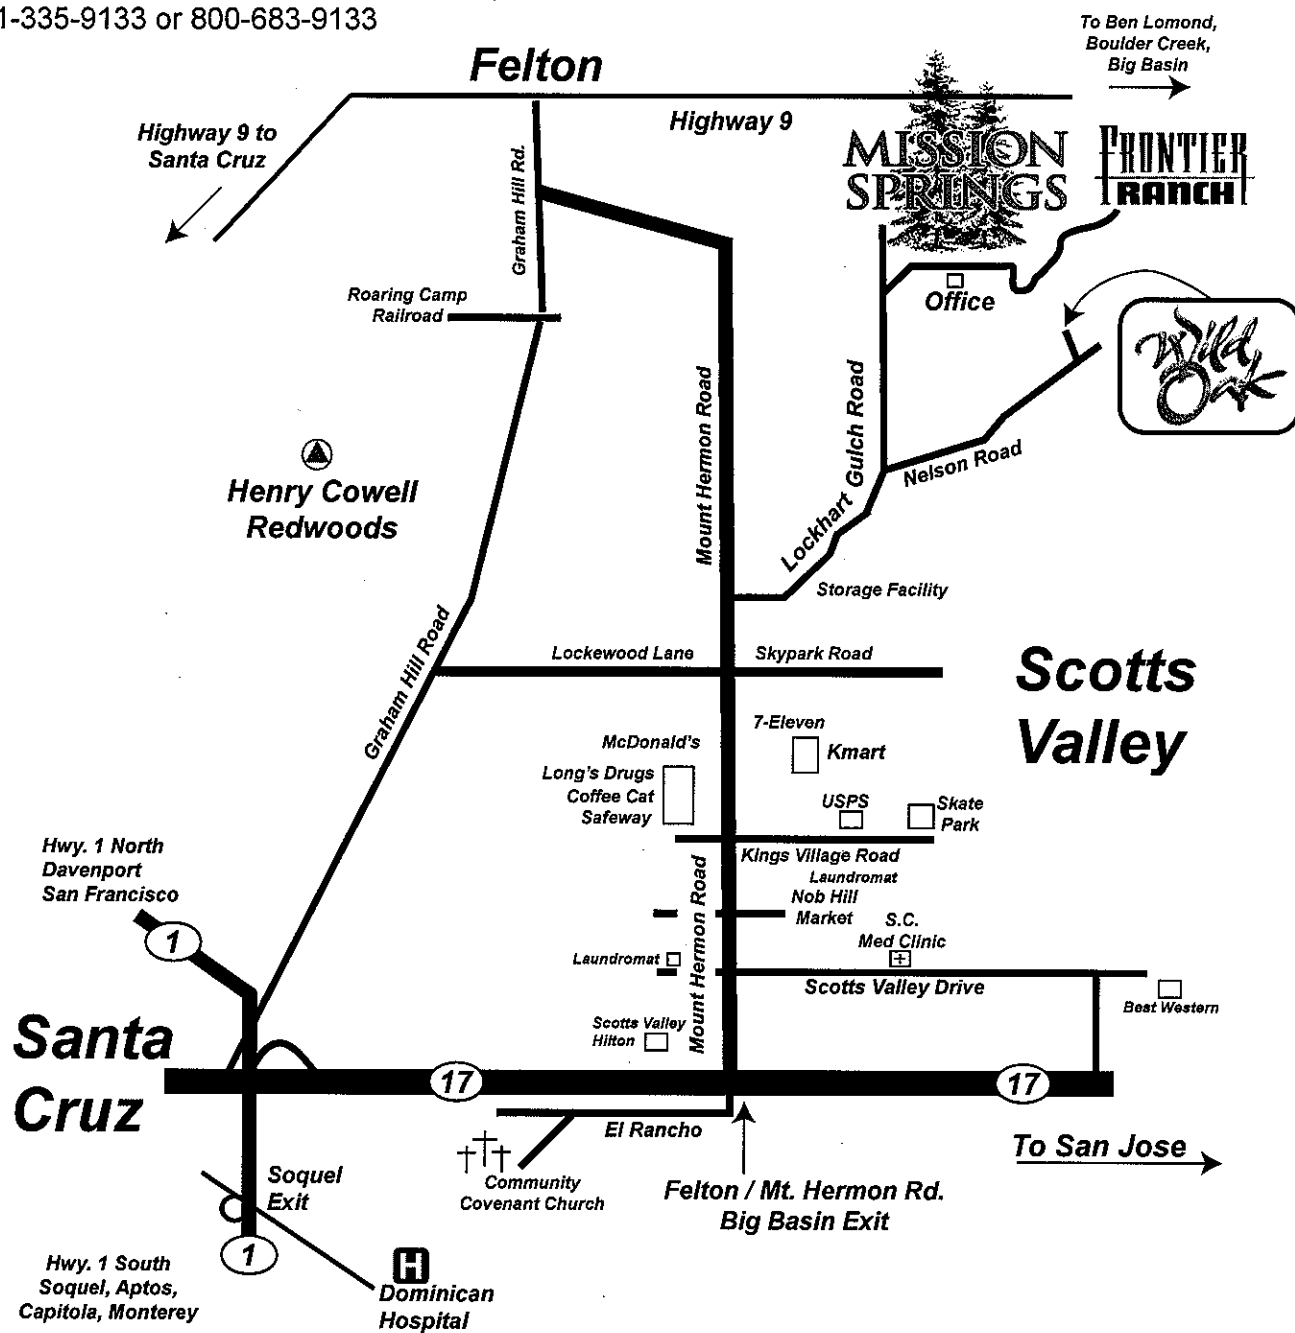 1-335-9133 or 800-683-9133
To Ben Lomond,
Boulder Creek,
Big Basin
Felton
Highway 9
Highway 9 to
Santa Cruz
MISSION
SPRINGS
FRONTIER
RANCH
Graham Hill Rd.
Roaring Camp
Railroad
Office
Wild
Oak
Mount Hermon Road
Lockhart Gulch Road
Nelson Road
Henry Cowell
Redwoods
Storage Facility
Graham Hill Road
Lockewood Lane
Skypark Road
Scotts
Valley
7-Eleven
McDonald's
Kmart
Long's Drugs
Coffee Cat
Safeway
USPS
Skate
Park
Hwy. 1 North
Davenport
San Francisco
Kings Village Road
Laundromat
Nob Hill
Market
S.C.
Med Clinic
1
Mount Hermon Road
Laundromat
Scotts Valley Drive
Best Western
Scotts Valley
Hilton
Santa
Cruz
17
17
El Rancho
To San Jose
Soquel
Exit
Community
Covenant Church
Felton / Mt. Hermon Rd.
Big Basin Exit
1
Hwy. 1 South
Soquel, Aptos,
Capitola, Monterey
H
Dominican
Hospital